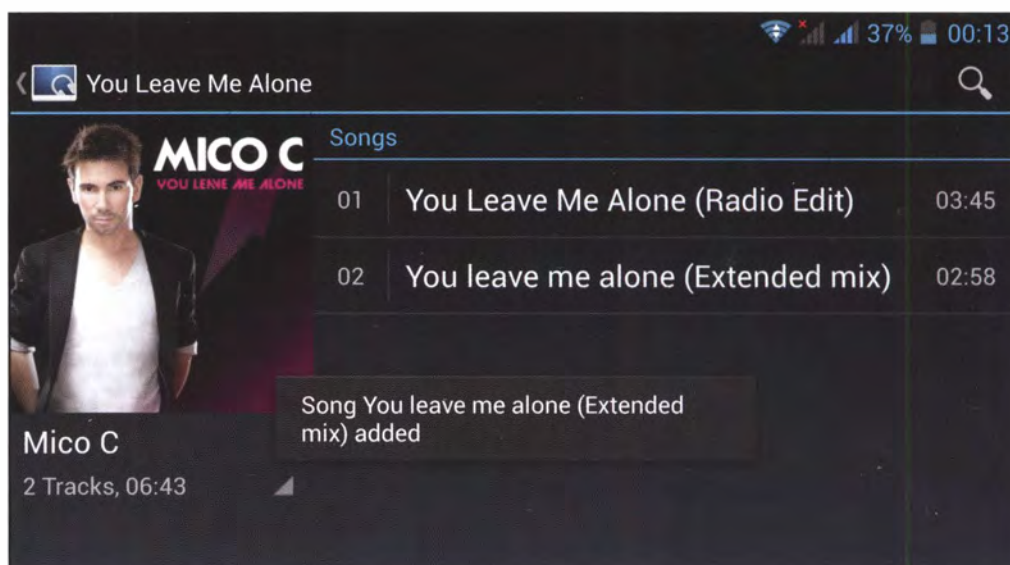 37% 00:13
You Leave Me Alone
MICO C
YOU LEAVE ME ALONE
Songs
01 You Leave Me Alone (Radio Edit) 03:45
02 You leave me alone (Extended mix) 02:58
Song You leave me alone (Extended
mix) added
Mico C
2 Tracks, 06:43